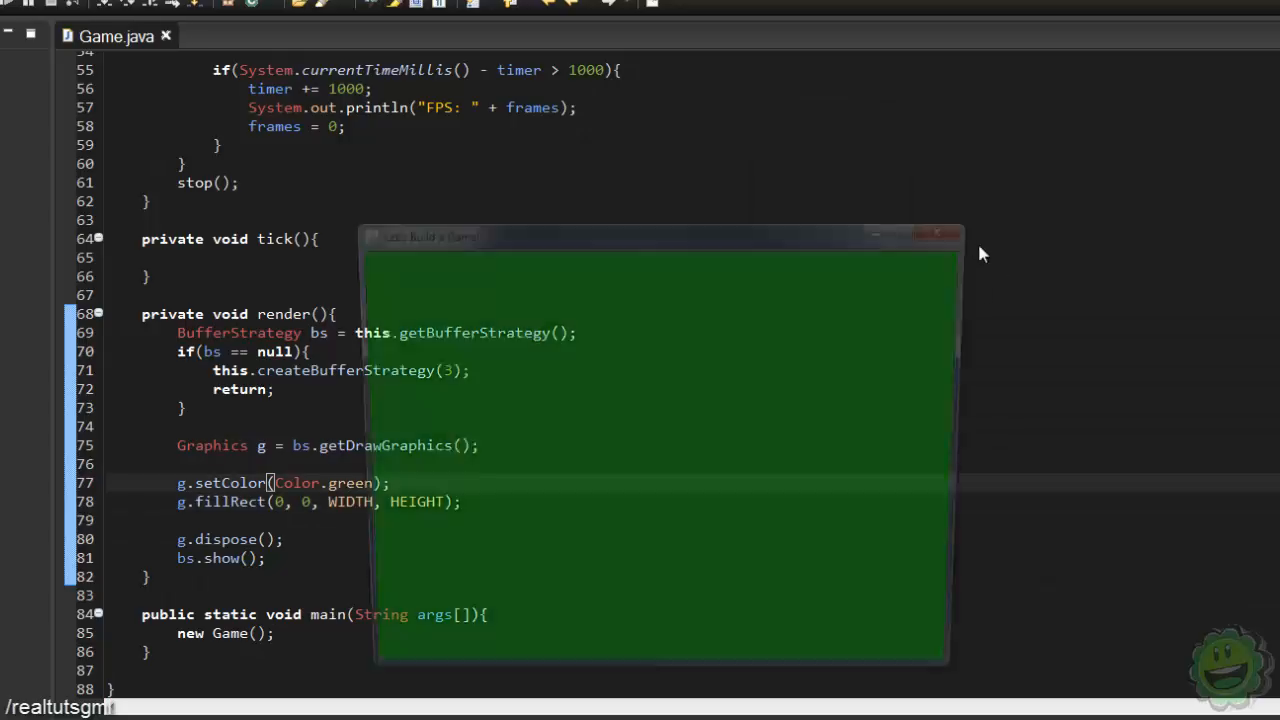 Game.java
54
55 if(System.currentTimeMillis() - timer > 1000){
56 timer += 1000;
57 System.out.println("FPS: " + frames);
58 frames = 0;
59 }
60 }
61 stop();
62 }
63
64 private void tick(){
65
66 }
67
68 private void render(){
69 BufferStrategy bs = this.getBufferStrategy();
70 if(bs == null){
71 this.createBufferStrategy(3);
72 return;
73 }
74
75 Graphics g = bs.getDrawGraphics();
76
77 g.setColor(Color.green);
78 g.fillRect(0, 0, WIDTH, HEIGHT);
79
80 g.dispose();
81 bs.show();
82 }
83
84 public static void main(String args[]){
85 new Game();
86 }
87
88 }
Let's Build a Game!
/realtutsgm